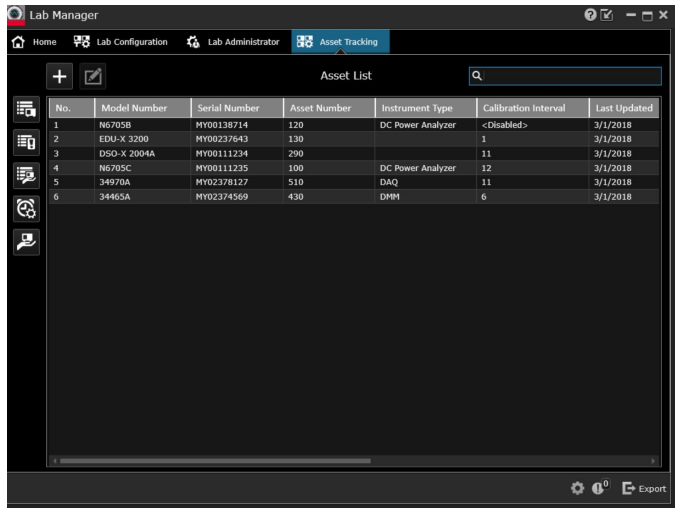 Lab Manager
Home Lab Configuration Lab Administrator Asset Tracking
Asset List
No. Model Number Serial Number Asset Number Instrument Type Calibration Interval Last Updated
1 N6705B MY00138714 120 DC Power Analyzer <Disabled> 3/1/2018
2 EDU-X 3200 MY00237643 130 1 3/1/2018
3 DSO-X 2004A MY00111234 290 11 3/1/2018
4 N6705C MY00111235 100 DC Power Analyzer 12 3/1/2018
5 34970A MY02378127 510 DAQ 11 3/1/2018
6 34465A MY02374569 430 DMM 6 3/1/2018
0 Export